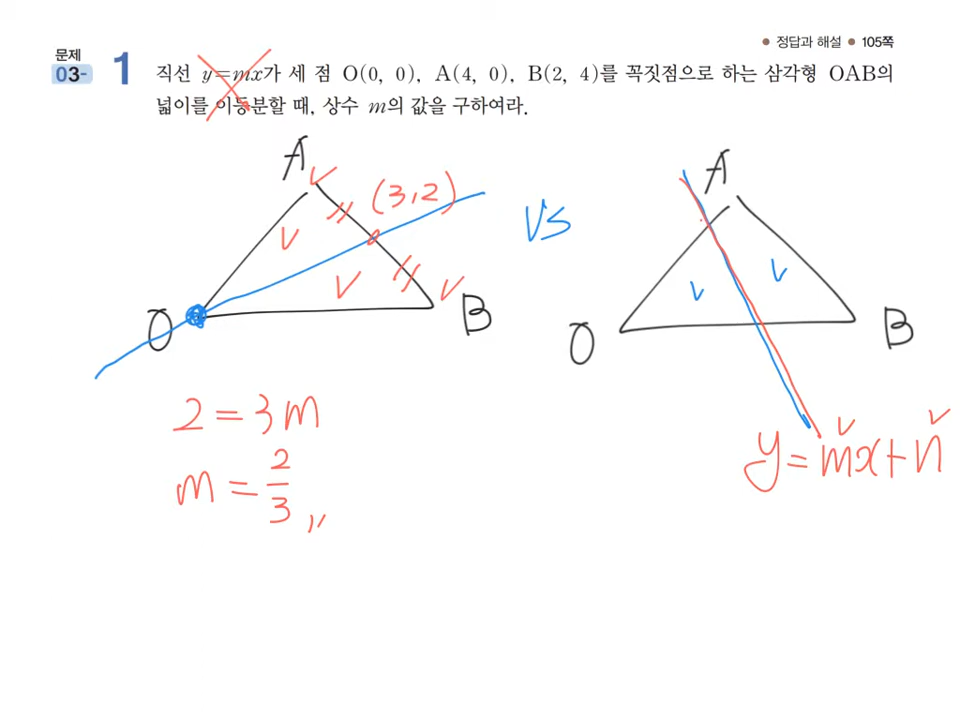 정답과 해설 ● 105쪽
문제
03- 1 직선 y=mx가 세 점 O(0, 0), A(4, 0), B(2, 4)를 꼭짓점으로 하는 삼각형 OAB의
넓이를 이등분할 때, 상수 m의 값을 구하여라.
A
(3,2)
O
B
VS
A
O
B
2=3m
m=2/3
y=mx+n